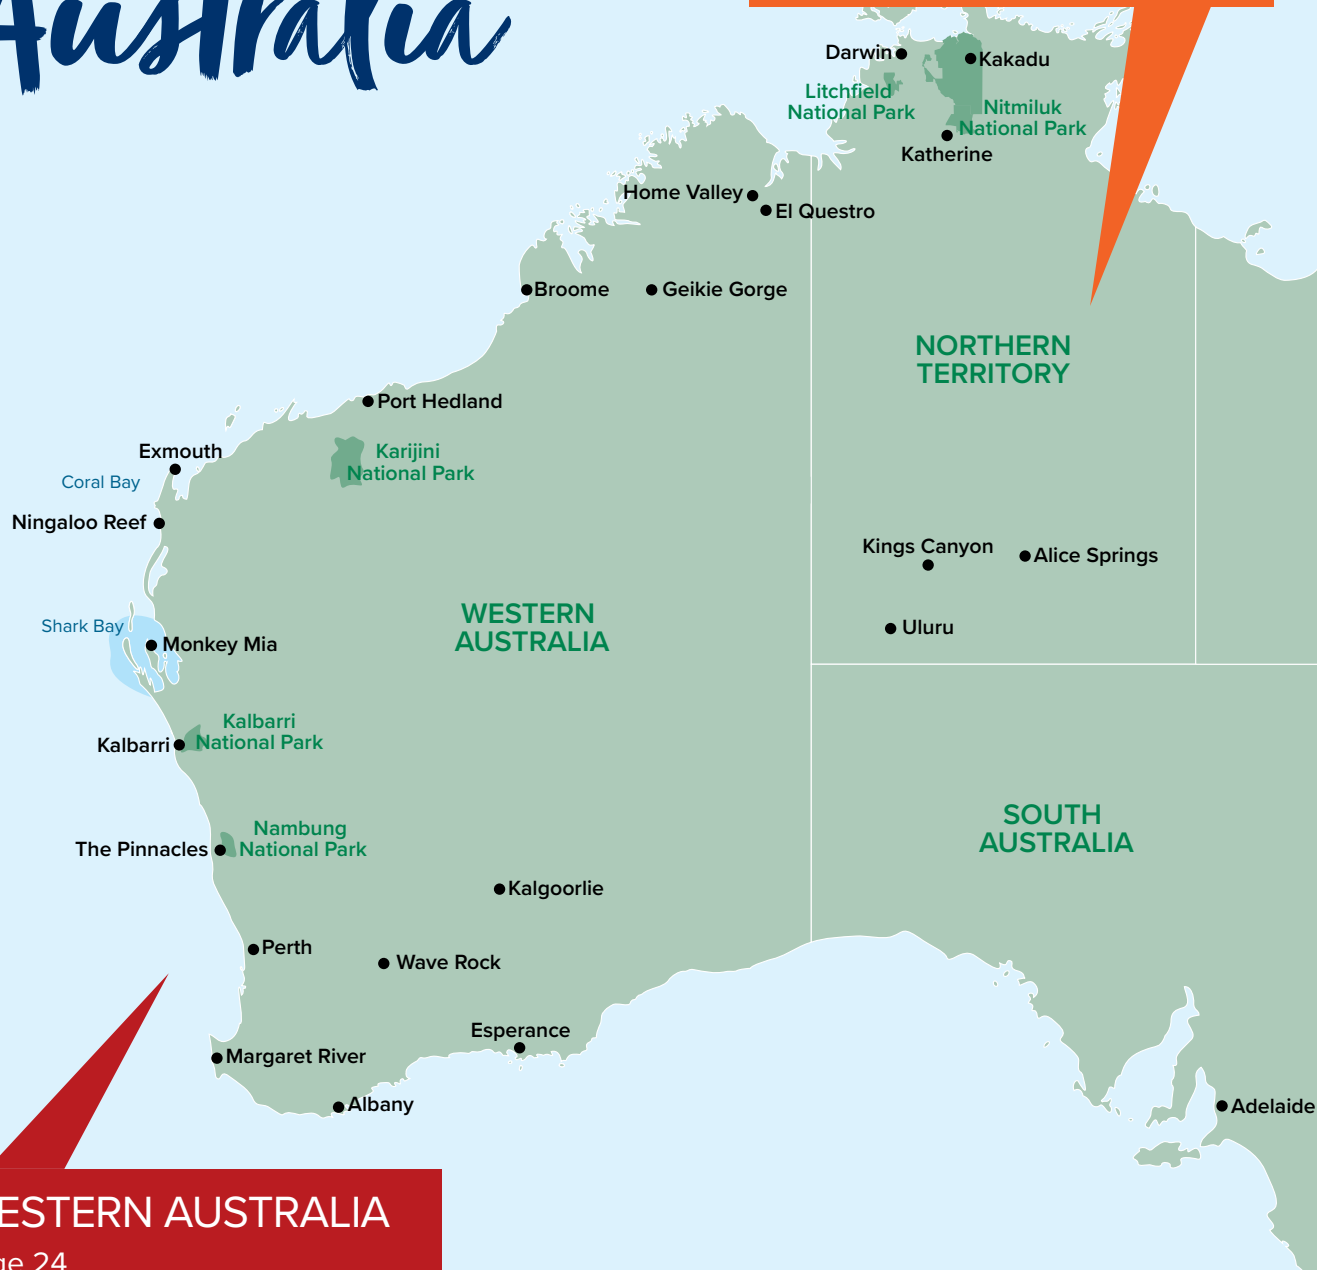 Australia
Darwin
Kakadu
Litchfield
National Park
Nitmiluk
National Park
Katherine
Home Valley
El Questro
Broome
Geikie Gorge
NORTHERN
TERRITORY
Port Hedland
Exmouth
Karijini
National Park
Coral Bay
Ningaloo Reef
Kings Canyon
Alice Springs
WESTERN
AUSTRALIA
Shark Bay
Uluru
Monkey Mia
Kalbarri
National Park
Kalbarri
SOUTH
AUSTRALIA
Nambung
National Park
The Pinnacles
Kalgoorlie
Perth
Wave Rock
Esperance
Margaret River
Albany
Adelaide
ESTERN AUSTRALIA
ge 24